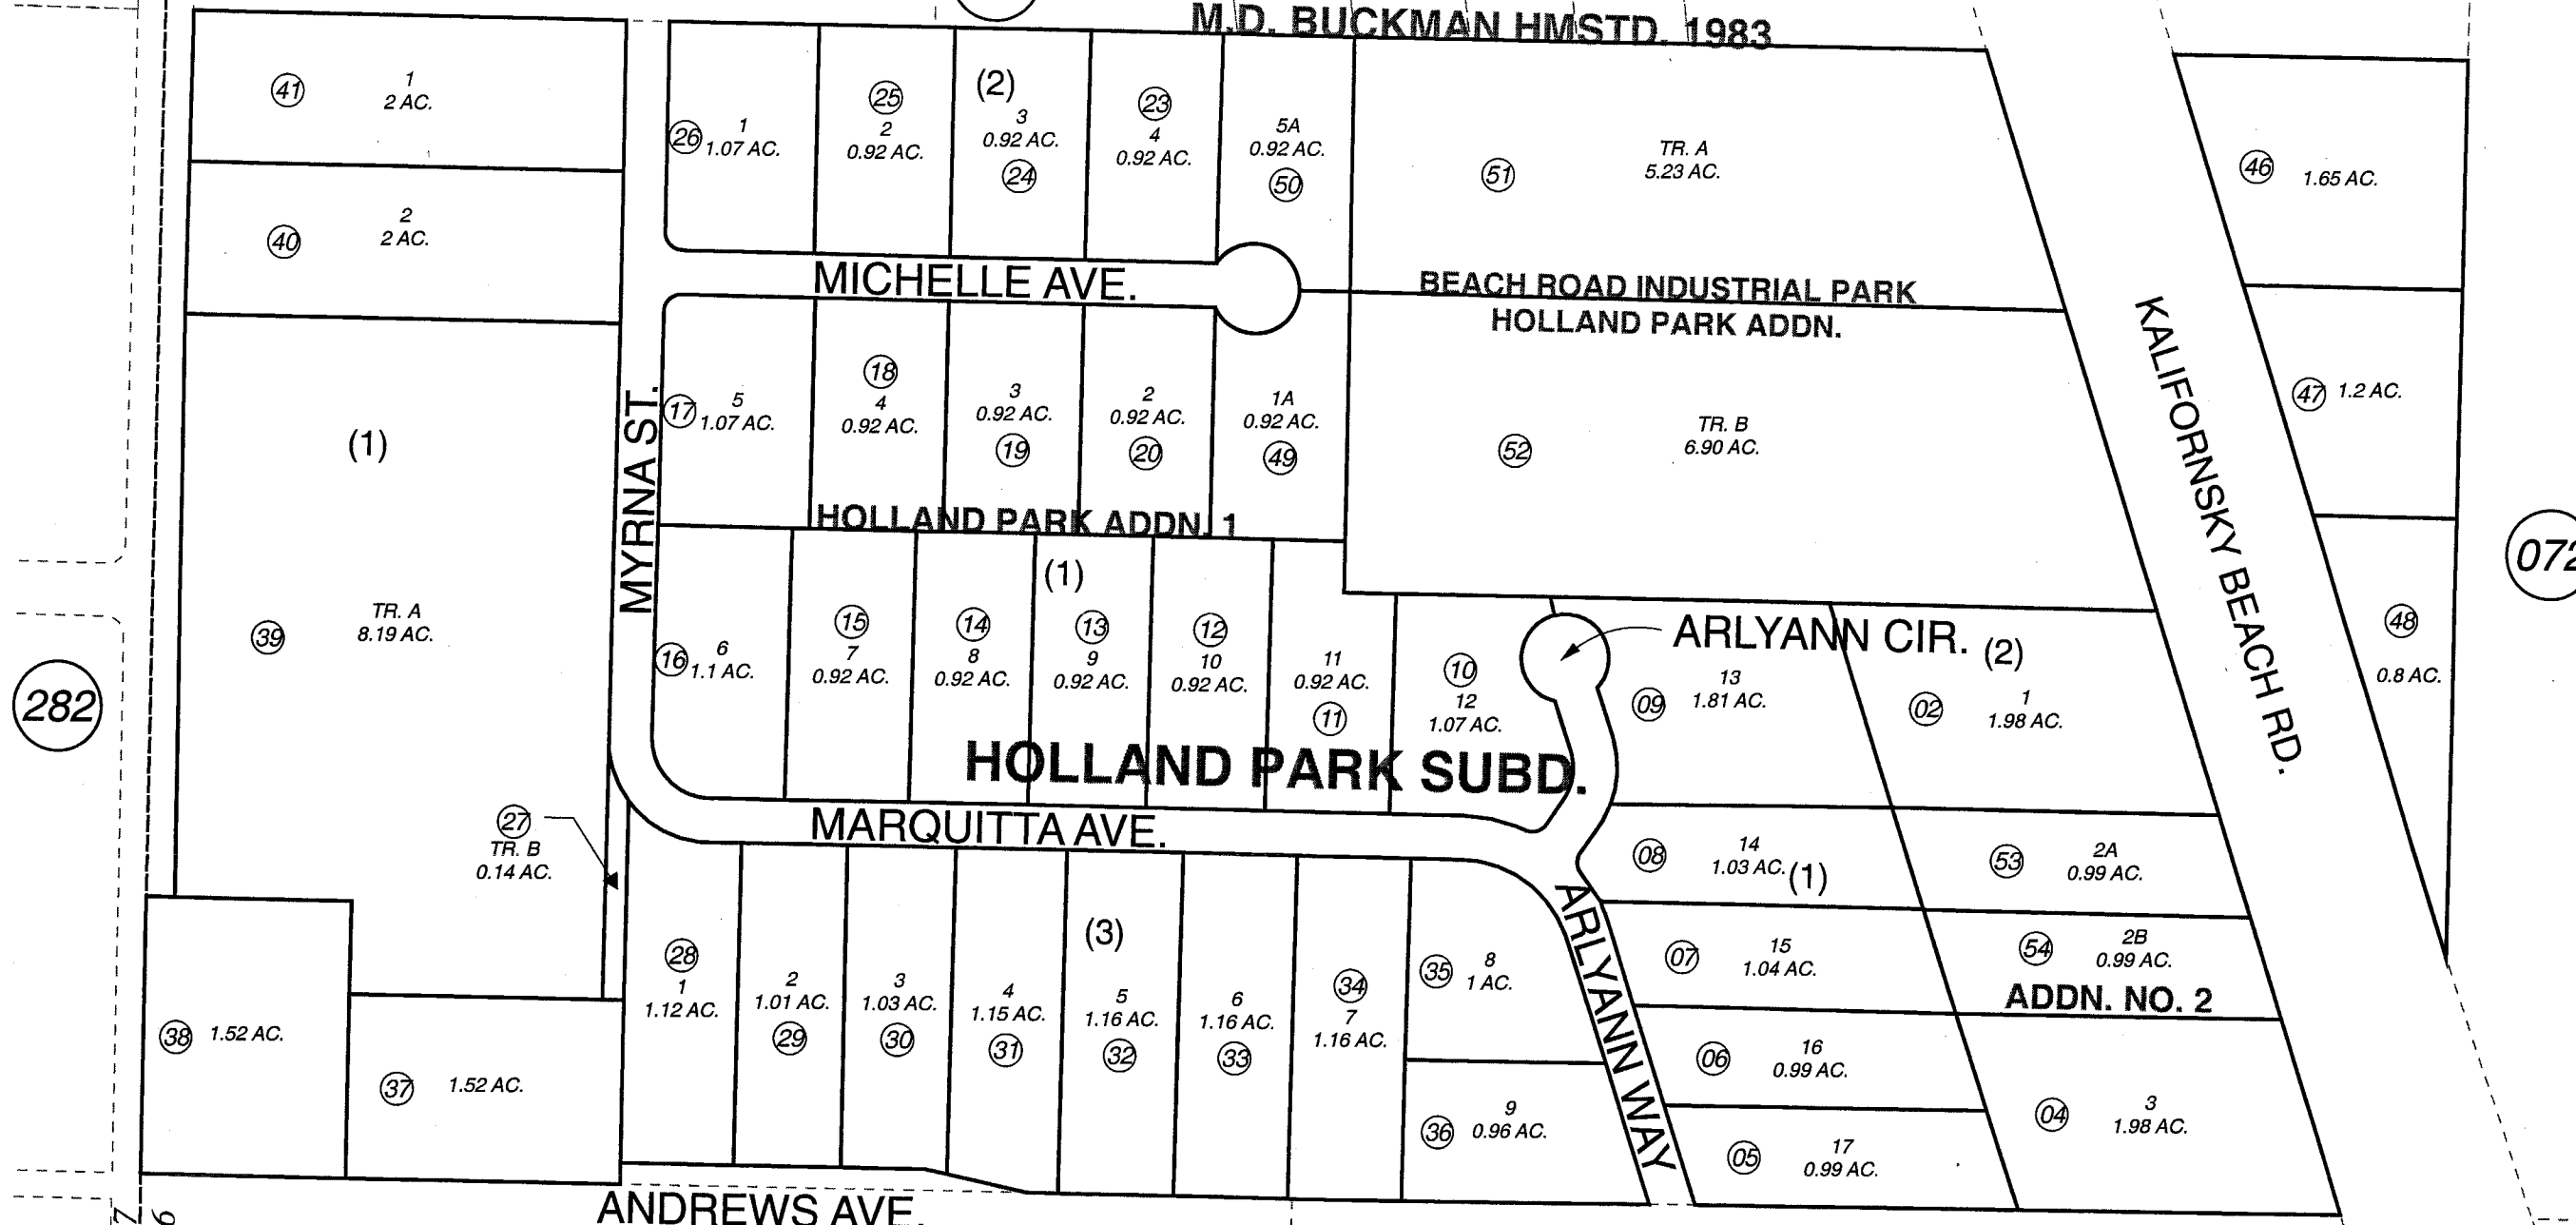 M.D. BUCKMAN HMSTD. 1983
41
1
2 AC.
40
2
2 AC.
(1)
39
TR. A
8.19 AC.
282
27
TR. B
0.14 AC.
38
1.52 AC.
37
1.52 AC.
MYRNA ST.
26
1
1.07 AC.
25
2
0.92 AC.
(2)
3
0.92 AC.
24
23
4
0.92 AC.
5A
0.92 AC.
50
51
TR. A
5.23 AC.
MICHELLE AVE.
BEACH ROAD INDUSTRIAL PARK
HOLLAND PARK ADDN.
17
5
1.07 AC.
18
4
0.92 AC.
3
0.92 AC.
19
2
0.92 AC.
20
1A
0.92 AC.
49
52
TR. B
6.90 AC.
HOLLAND PARK ADDN. 1
(1)
16
6
1.1 AC.
15
7
0.92 AC.
14
8
0.92 AC.
13
9
0.92 AC.
12
10
0.92 AC.
11
0.92 AC.
11
10
12
1.07 AC.
ARLYANN CIR.
(2)
09
13
1.81 AC.
02
1
1.98 AC.
HOLLAND PARK SUBD.
MARQUITTA AVE.
08
14
1.03 AC.
(1)
53
2A
0.99 AC.
07
15
1.04 AC.
54
2B
0.99 AC.
ADDN. NO. 2
06
16
0.99 AC.
05
17
0.99 AC.
04
3
1.98 AC.
ARLYANN WAY
(3)
28
1
1.12 AC.
2
1.01 AC.
29
3
1.03 AC.
30
4
1.15 AC.
31
5
1.16 AC.
32
6
1.16 AC.
33
34
7
1.16 AC.
35
8
1 AC.
36
9
0.96 AC.
KALIFORNSKY BEACH RD.
46
1.65 AC.
47
1.2 AC.
48
0.8 AC.
072
ANDREWS AVE.
7